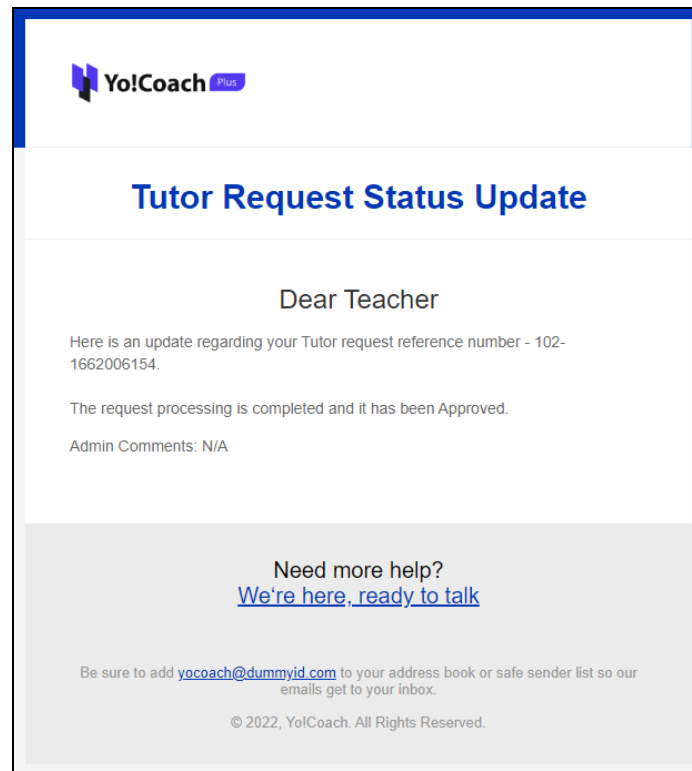 Yo!Coach Plus
Tutor Request Status Update
Dear Teacher
Here is an update regarding your Tutor request reference number - 102-
1662006154.
The request processing is completed and it has been Approved.
Admin Comments: N/A
Need more help?
We‘re here, ready to talk
Be sure to add yocoach@dummyid.com to your address book or safe sender list so our
emails get to your inbox.
© 2022, Yo!Coach. All Rights Reserved.